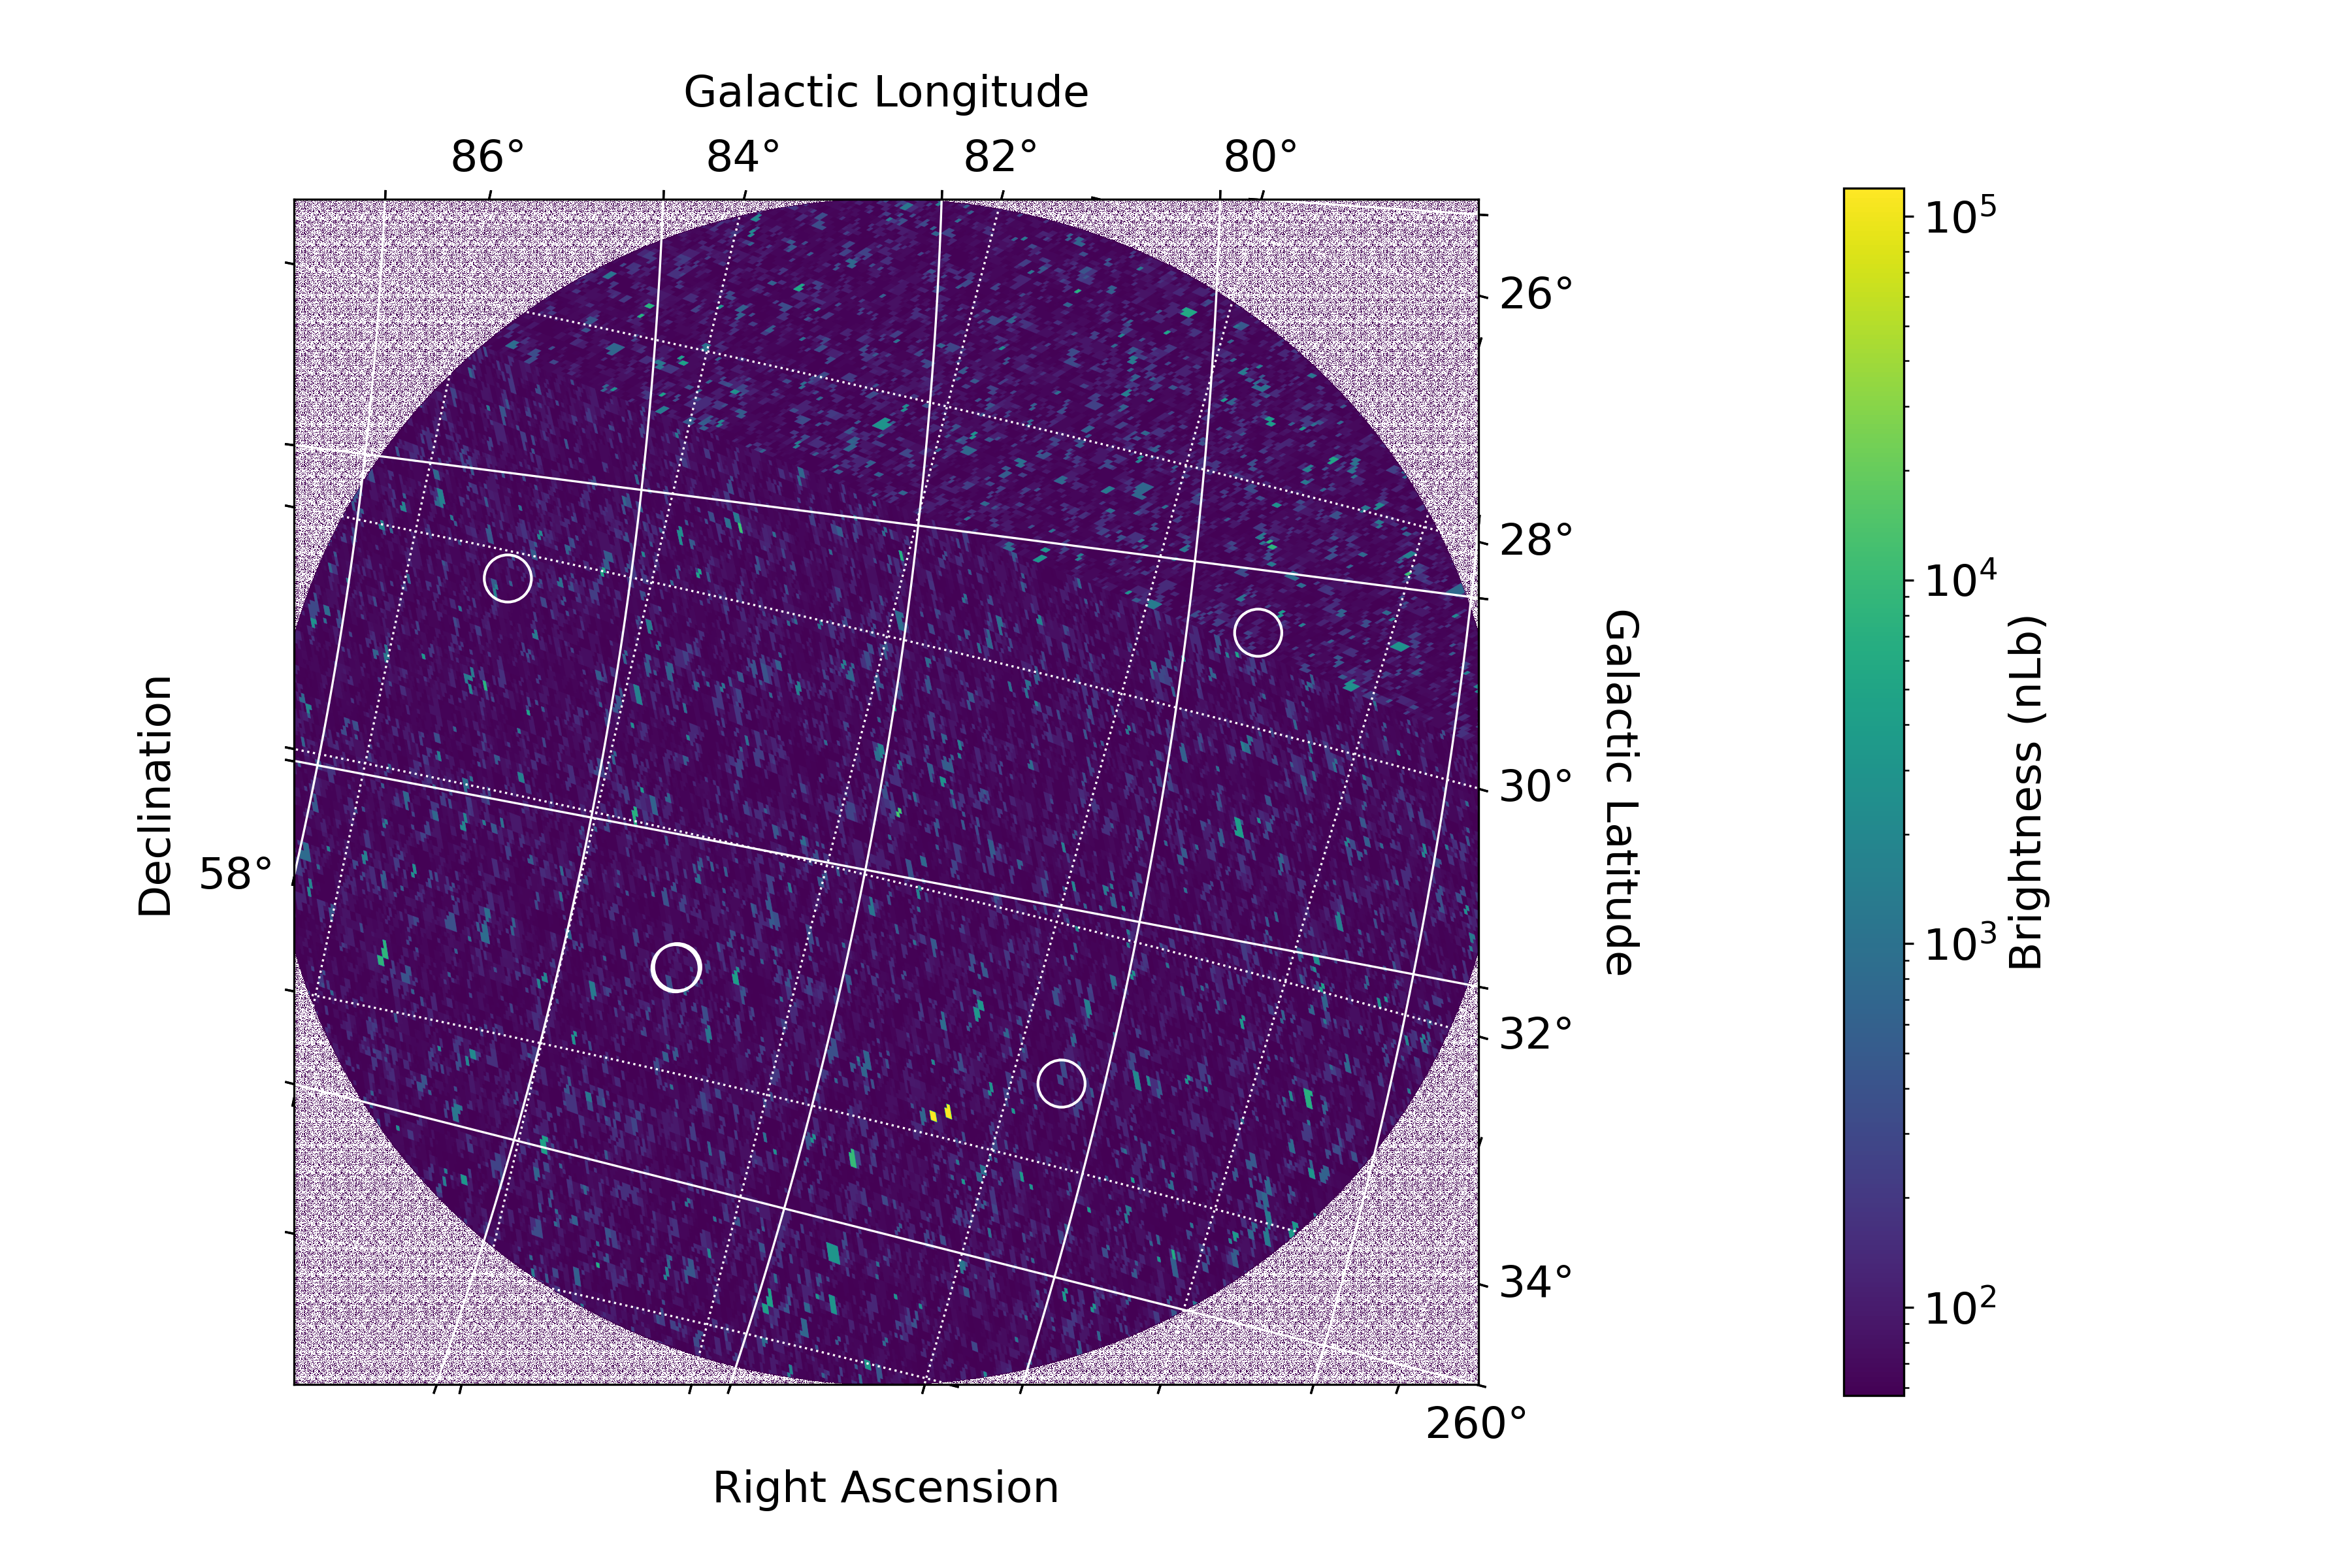 Galactic Longitude
86° 84° 82° 80°
26°
28°
30°
32°
34°
Galactic Latitude
Declination
58°
260°
Right Ascension
10⁵
10⁴
10³
10²
Brightness (nLb)